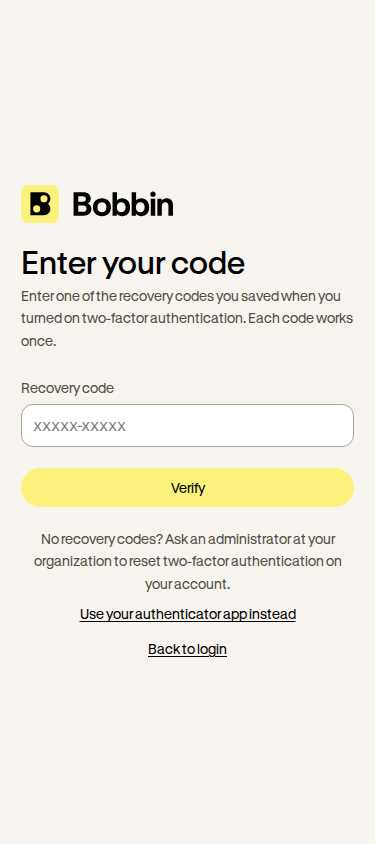 Bobbin
Enter your code
Enter one of the recovery codes you saved when you
turned on two-factor authentication. Each code works
once.
Recovery code
xxxxx-xxxxx
Verify
No recovery codes? Ask an administrator at your
organization to reset two-factor authentication on
your account.
Use your authenticator app instead
Back to login